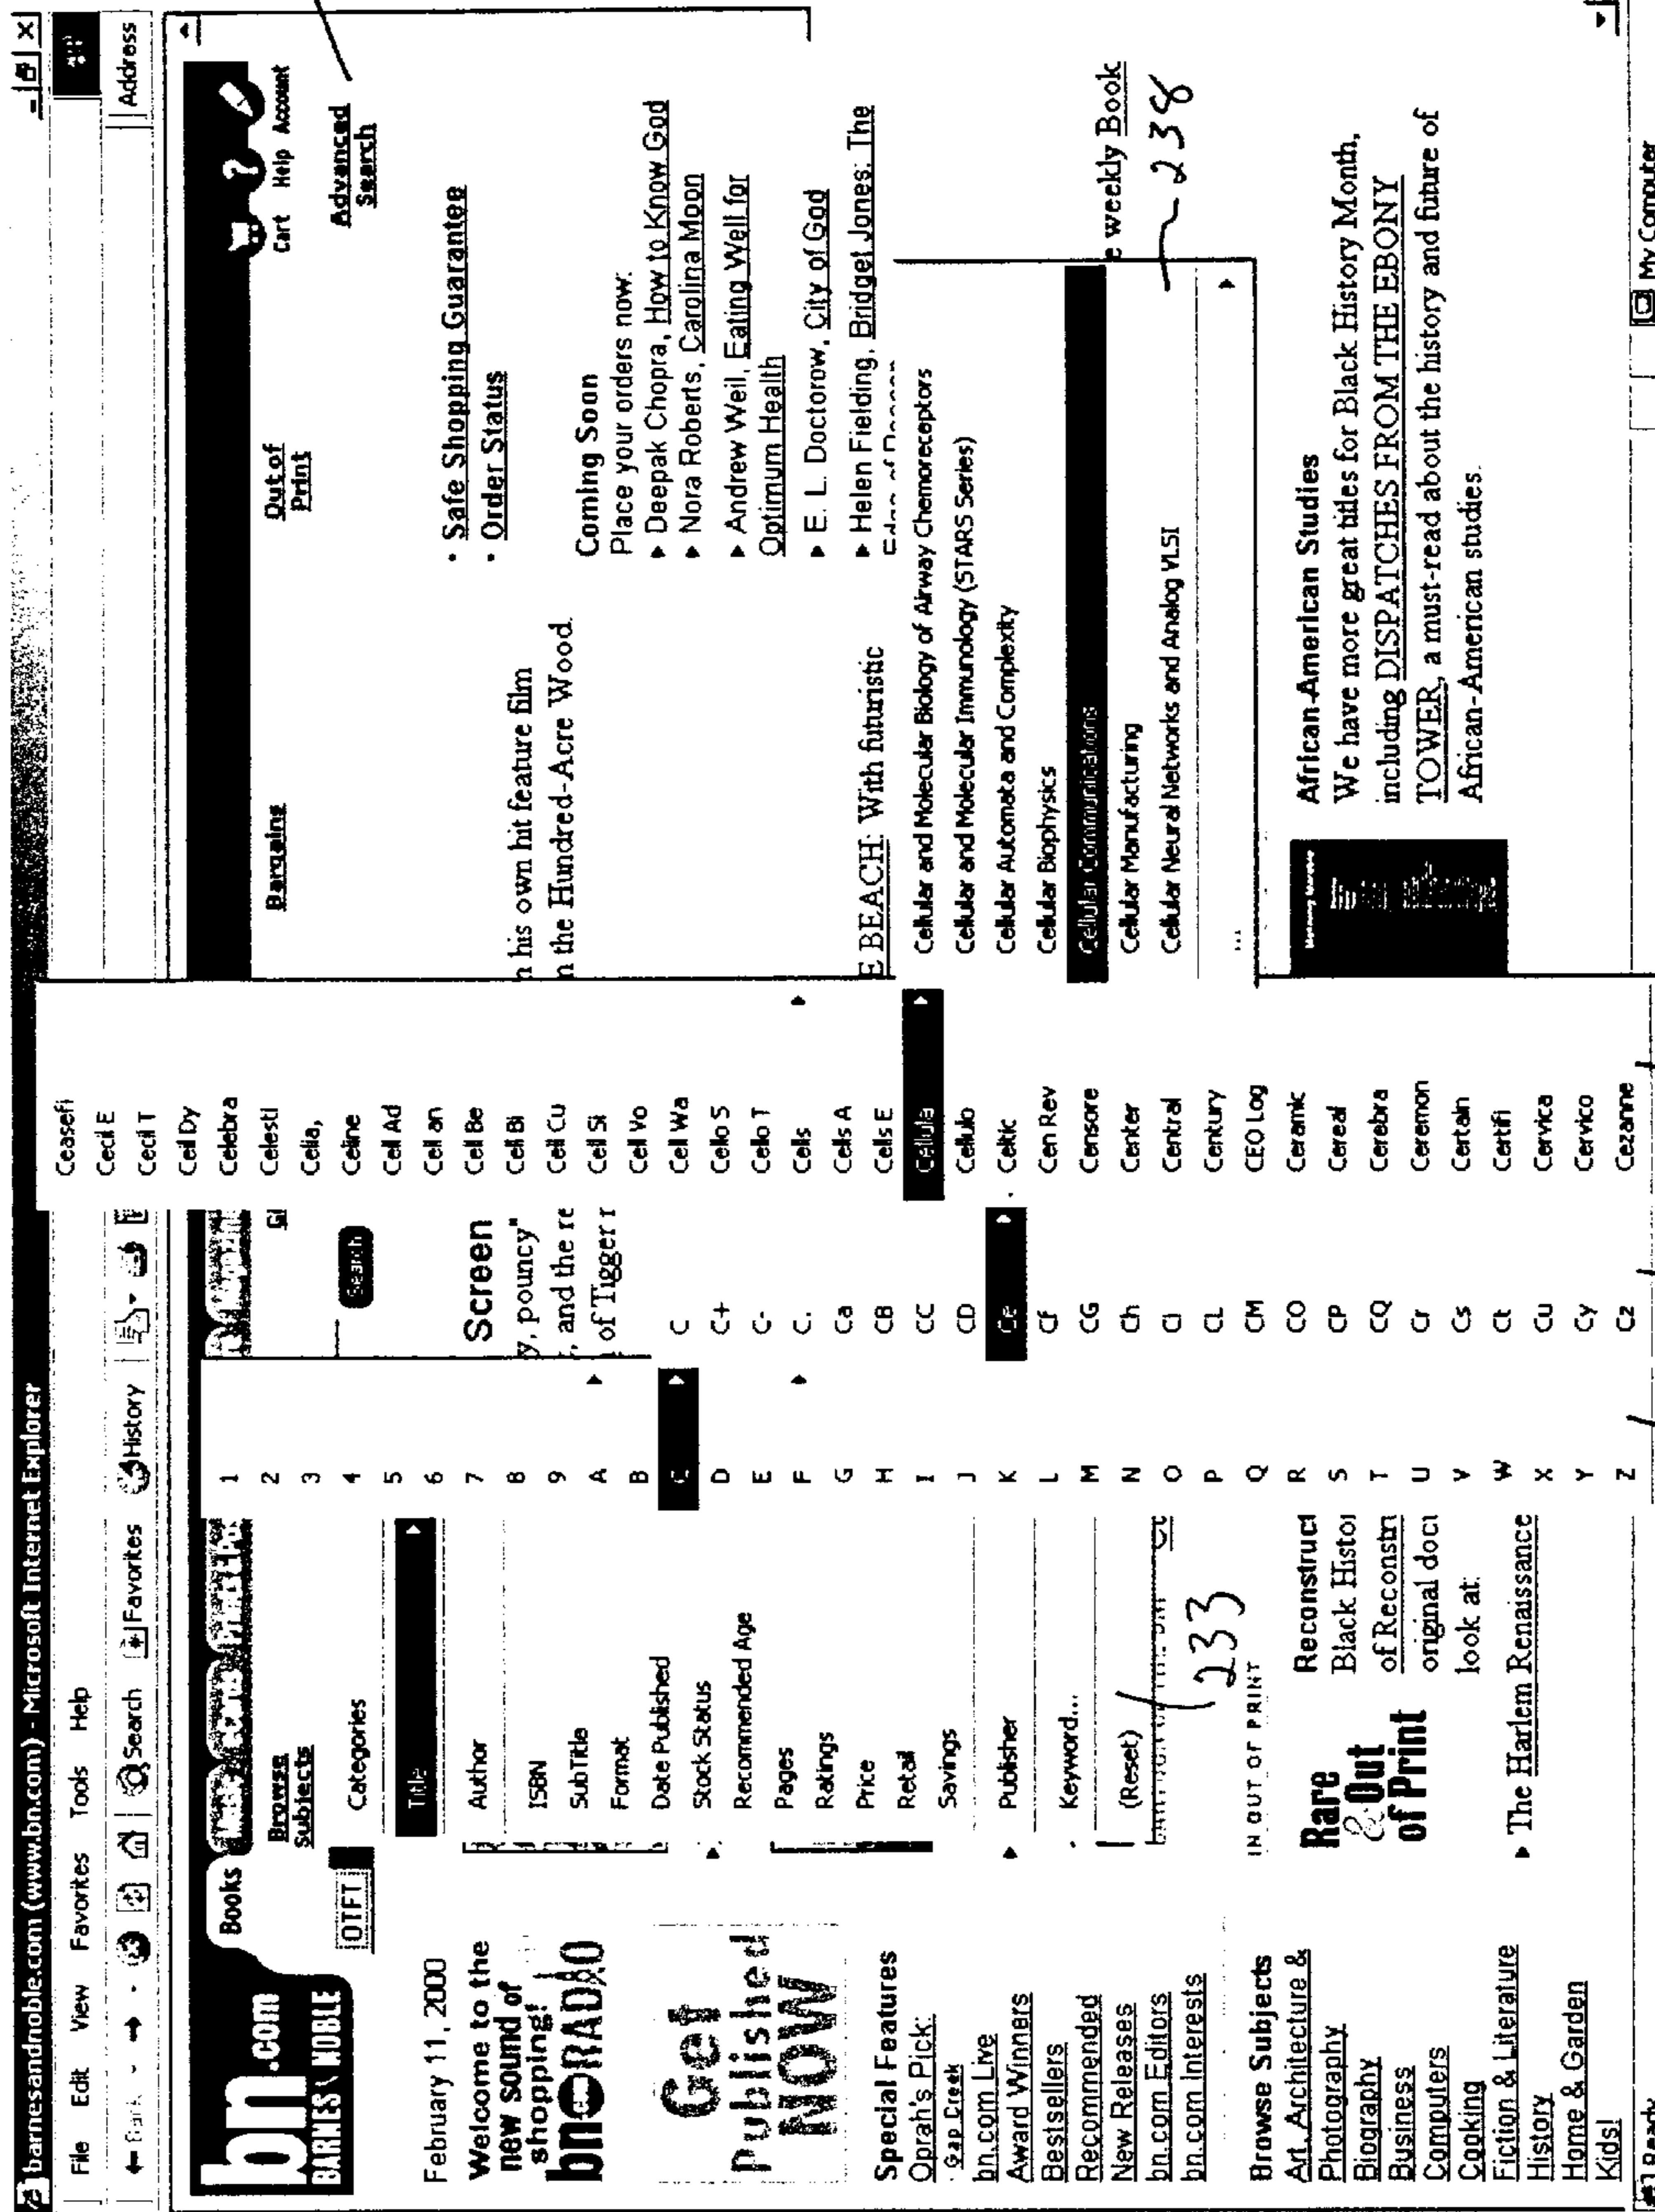 barnesandnoble.com (www.bn.com) - Microsoft Internet Explorer
File Edit View Favorites Tools Help
Back
Search Favorites History
Address
bn.com
BARNES & NOBLE
Books
Cart Help Account
Browse Subjects
Bargains
Out of Print
OTFT
Search
Advanced Search
February 11, 2000
Welcome to the
new sound of
shopping!
bn RADIO
Get
Published
NOW
Special Features
Oprah's Pick:
Gap Creek
bn.com Live
Award Winners
Bestsellers
Recommended
New Releases
bn.com Editors
bn.com Interests
Browse Subjects
Art, Architecture &
Photography
Biography
Business
Computers
Cooking
Fiction & Literature
History
Home & Garden
Kids!
Categories
Title
Author
ISBN
SubTitle
Format
Date Published
Stock Status
Recommended Age
Pages
Ratings
Price
Retail
Savings
Publisher
Keyword...
(Reset)
233
IN OUT OF PRINT
Rare
& Out
of Print
Reconstruct
Black Histor
of Reconstru
original docu
look at:
The Harlem Renaissance
1
2
3
4
5
6
7
8
9
A
B
C
D
E
F
G
H
I
J
K
L
M
N
O
P
Q
R
S
T
U
V
W
X
Y
Z
Screen
y, pouncy"
, and the re
of Tigger r
C
C+
C-
C.
Ca
CB
CC
CD
Ce
Cf
CG
Ch
CI
CL
CM
CO
CP
CQ
Cr
Cs
Ct
Cu
Cy
Cz
Ceasefi
Cecil E
Cecil T
Cel Dy
Celebra
Celesti
Celia,
Celine
Cell Ad
Cell an
Cell Be
Cell Bi
Cell Cu
Cell Si
Cell Vo
Cell Wa
Cello S
Cello T
Cells
Cells A
Cells E
Cellula
Cellulo
Celtic
Cen Rev
Censore
Center
Central
Century
CEO Log
Ceramic
Cereal
Cerebra
Ceremon
Certain
Certifi
Cervica
Cervico
Cezanne
n his own hit feature film
n the Hundred-Acre Wood.
E BEACH: With futuristic
Safe Shopping Guarantee
Order Status
Coming Soon
Place your orders now:
Deepak Chopra, How to Know God
Nora Roberts, Carolina Moon
Andrew Weil, Eating Well for
Optimum Health
E. L. Doctorow, City of God
Helen Fielding, Bridget Jones: The
Cellular and Molecular Biology of Airway Chemoreceptors
Cellular and Molecular Immunology (STARS Series)
Cellular Automata and Complexity
Cellular Biophysics
Cellular Communications
Cellular Manufacturing
Cellular Neural Networks and Analog VLSI
...
e weekly Book
238
African-American Studies
We have more great titles for Black History Month,
including DISPATCHES FROM THE EBONY
TOWER, a must-read about the history and future of
African-American studies.
Ready
My Computer